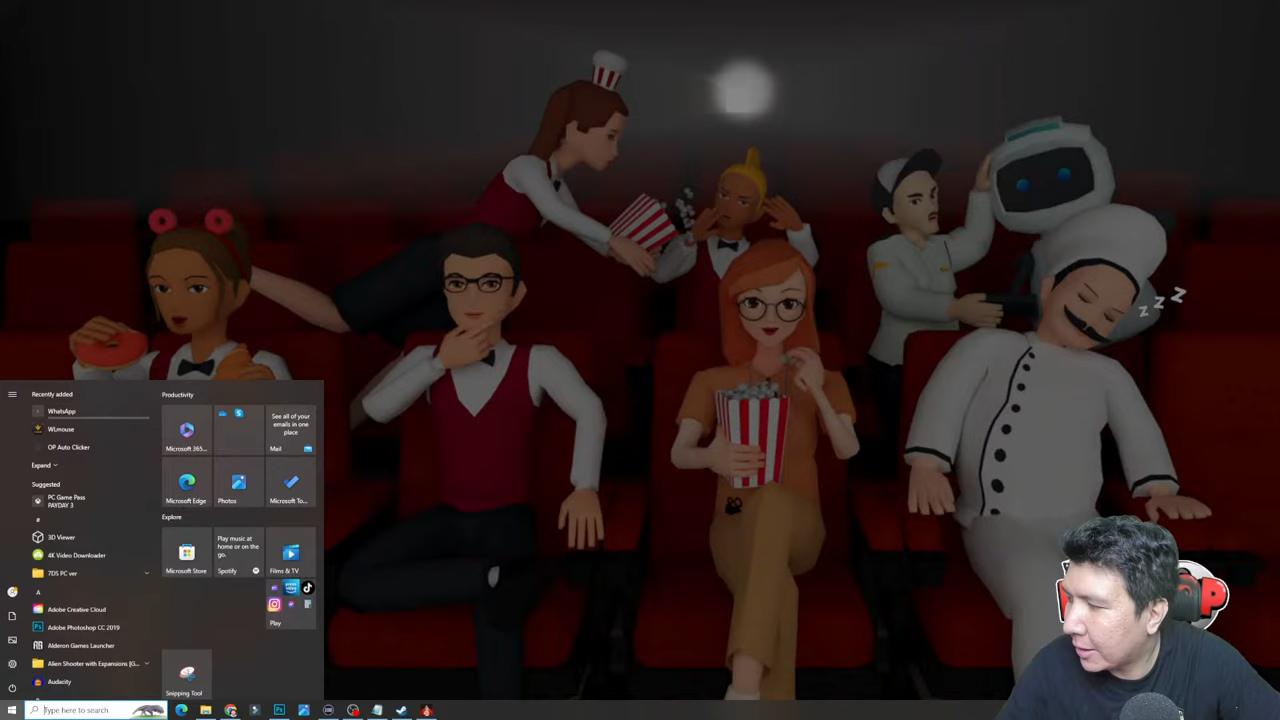 Recently added
WhatsApp
WLmouse
OP Auto Clicker
Expand
Suggested
PC Game Pass
PAYDAY 3
#
3D Viewer
4K Video Downloader
7DS PC ver
A
Adobe Creative Cloud
Adobe Photoshop CC 2019
Alderon Games Launcher
Alien Shooter with Expansions [G...
Audacity
Productivity
Microsoft 365...
See all of your
emails in one
place
Mail
Microsoft Edge
Photos
Microsoft To...
Explore
Microsoft Store
Play music at
home or on the
go.
Spotify
Films & TV
Play
Snipping Tool
Type here to search
z z z